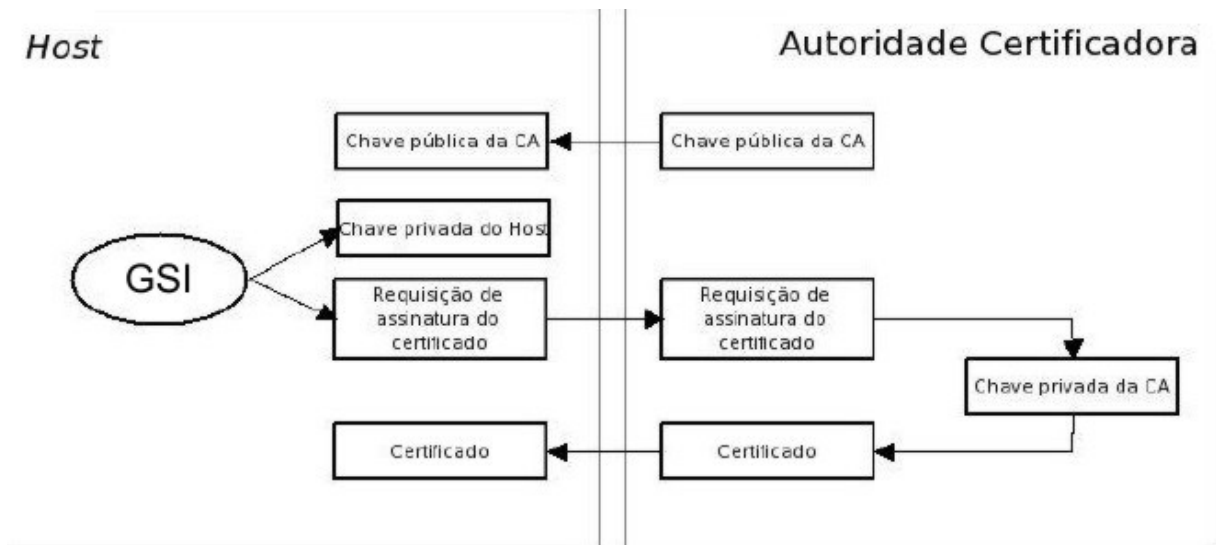 Host
Autoridade Certificadora
Chave pública da CA
Chave pública da CA
Chave privada do Host
GSI
Requisição de
assinatura do
certificado
Requisição de
assinatura do
certificado
Chave privada da CA
Certificado
Certificado